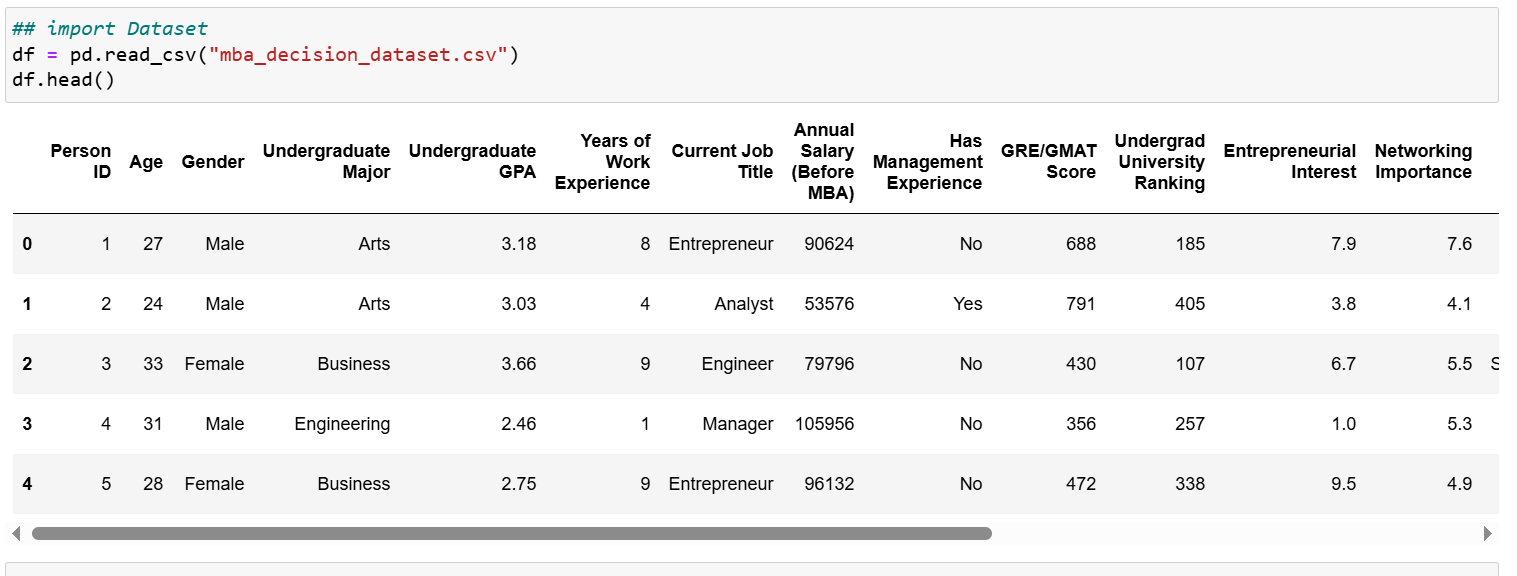 ## import Dataset
df = pd.read_csv("mba_decision_dataset.csv")
df.head()
Person ID Age Gender Undergraduate Major Undergraduate GPA Years of Work Experience Current Job Title Annual Salary (Before MBA) Has Management Experience GRE/GMAT Score Undergrad University Ranking Entrepreneurial Interest Networking Importance
0 1 27 Male Arts 3.18 8 Entrepreneur 90624 No 688 185 7.9 7.6
1 2 24 Male Arts 3.03 4 Analyst 53576 Yes 791 405 3.8 4.1
2 3 33 Female Business 3.66 9 Engineer 79796 No 430 107 6.7 5.5
3 4 31 Male Engineering 2.46 1 Manager 105956 No 356 257 1.0 5.3
4 5 28 Female Business 2.75 9 Entrepreneur 96132 No 472 338 9.5 4.9